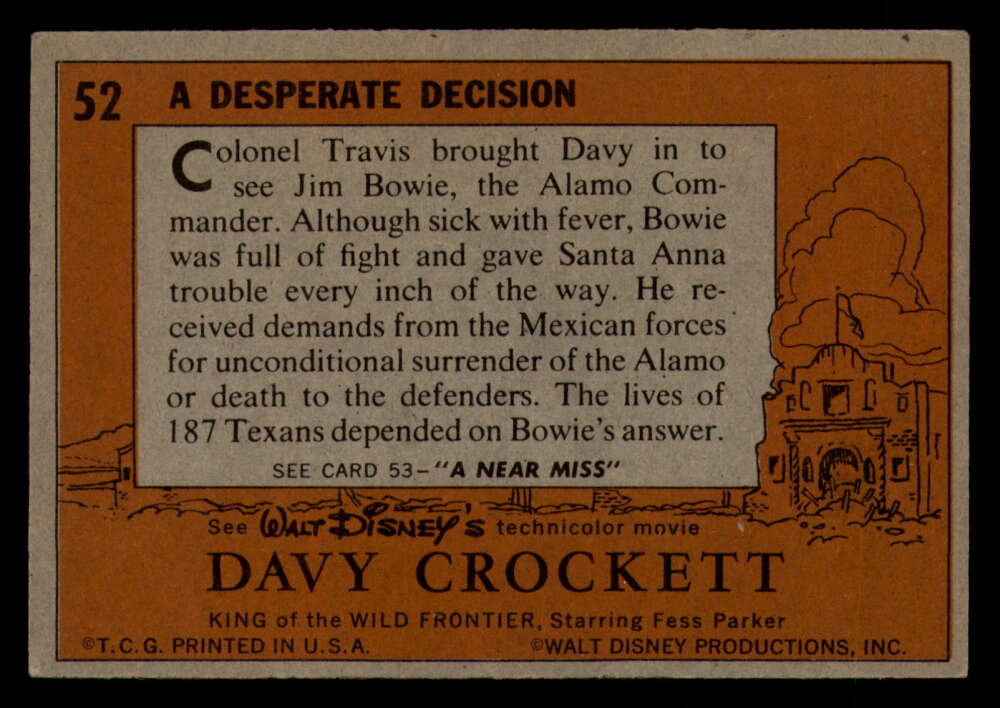 52 A DESPERATE DECISION
Colonel Travis brought Davy in to
see Jim Bowie, the Alamo Com-
mander. Although sick with fever, Bowie
was full of fight and gave Santa Anna
trouble every inch of the way. He re-
ceived demands from the Mexican forces
for unconditional surrender of the Alamo
or death to the defenders. The lives of
187 Texans depended on Bowie's answer.
SEE CARD 53–"A NEAR MISS"
See WALT DISNEY'S technicolor movie
DAVY CROCKETT
KING of the WILD FRONTIER, Starring Fess Parker
©T.C.G. PRINTED IN U.S.A. ©WALT DISNEY PRODUCTIONS, INC.